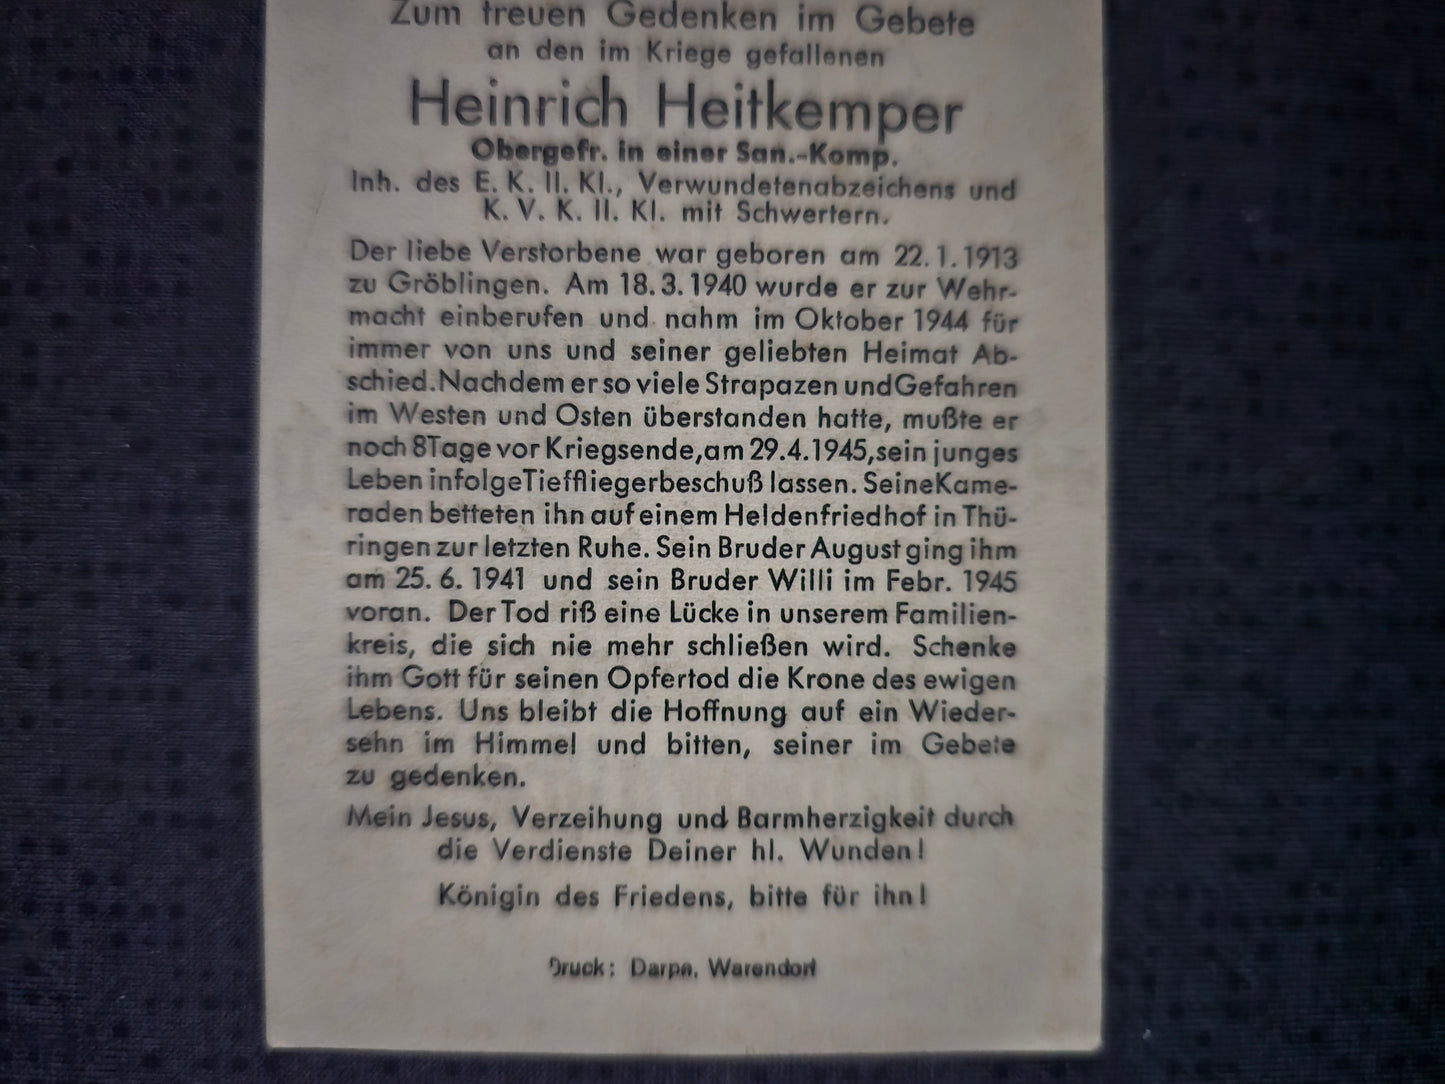 Zum treuen Gedenken im Gebete
an den im Kriege gefallenen
Heinrich Heitkemper
Obergefr. in einer San.-Komp.
Inh. des E. K. II. Kl., Verwundetenabzeichens und
K. V. K. II. Kl. mit Schwertern.
Der liebe Verstorbene war geboren am 22. 1. 1913
zu Gröblingen. Am 18. 3. 1940 wurde er zur Wehr-
macht einberufen und nahm im Oktober 1944 für
immer von uns und seiner geliebten Heimat Ab-
schied. Nachdem er so viele Strapazen und Gefahren
im Westen und Osten überstanden hatte, mußte er
noch 8 Tage vor Kriegsende, am 29.4.1945, sein junges
Leben infolge Tieffliegerbeschuß lassen. Seine Kame-
raden betteten ihn auf einem Heldenfriedhof in Thü-
ringen zur letzten Ruhe. Sein Bruder August ging ihm
am 25. 6. 1941 und sein Bruder Willi im Febr. 1945
voran. Der Tod riß eine Lücke in unserem Familien-
kreis, die sich nie mehr schließen wird. Schenke
ihm Gott für seinen Opfertod die Krone des ewigen
Lebens. Uns bleibt die Hoffnung auf ein Wieder-
sehn im Himmel und bitten, seiner im Gebete
zu gedenken.
Mein Jesus, Verzeihung und Barmherzigkeit durch
die Verdienste Deiner hl. Wunden!
Königin des Friedens, bitte für ihn!
Druck: Darpe, Warendorf